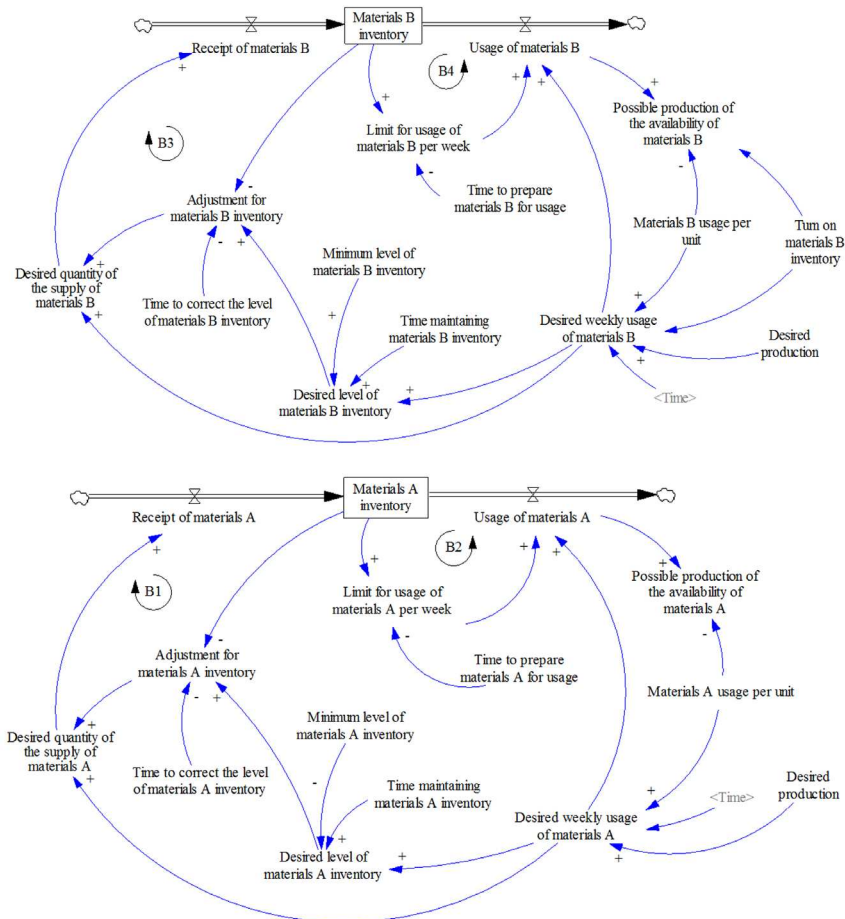 Materials B
inventory
Receipt of materials B
Usage of materials B
+
B4
+
+
+
+
B3
Limit for usage of
materials B per week
Possible production of
the availability of
materials B
-
-
-
Time to prepare
materials B for usage
Adjustment for
materials B inventory
Materials B usage per
unit
Turn on
materials B
inventory
-
+
Minimum level of
materials B inventory
Desired quantity of
the supply of
materials B
+
+
Time to correct the level
of materials B inventory
+
+
Time maintaining
materials B inventory
Desired weekly usage
of materials B
Desired
production
+
+
+
Desired level of
materials B inventory
<Time>
Materials A
inventory
Receipt of materials A
Usage of materials A
+
B2
+
+
+
+
B1
Limit for usage of
materials A per week
Possible production of
the availability of
materials A
-
-
-
Adjustment for
materials A inventory
Time to prepare
materials A for usage
Materials A usage per unit
-
+
Minimum level of
materials A inventory
Desired quantity of
the supply of
materials A
+
+
Time to correct the level
of materials A inventory
-
Time maintaining
materials A inventory
+
<Time>
Desired
production
Desired weekly usage
of materials A
+
+
+
Desired level of
materials A inventory